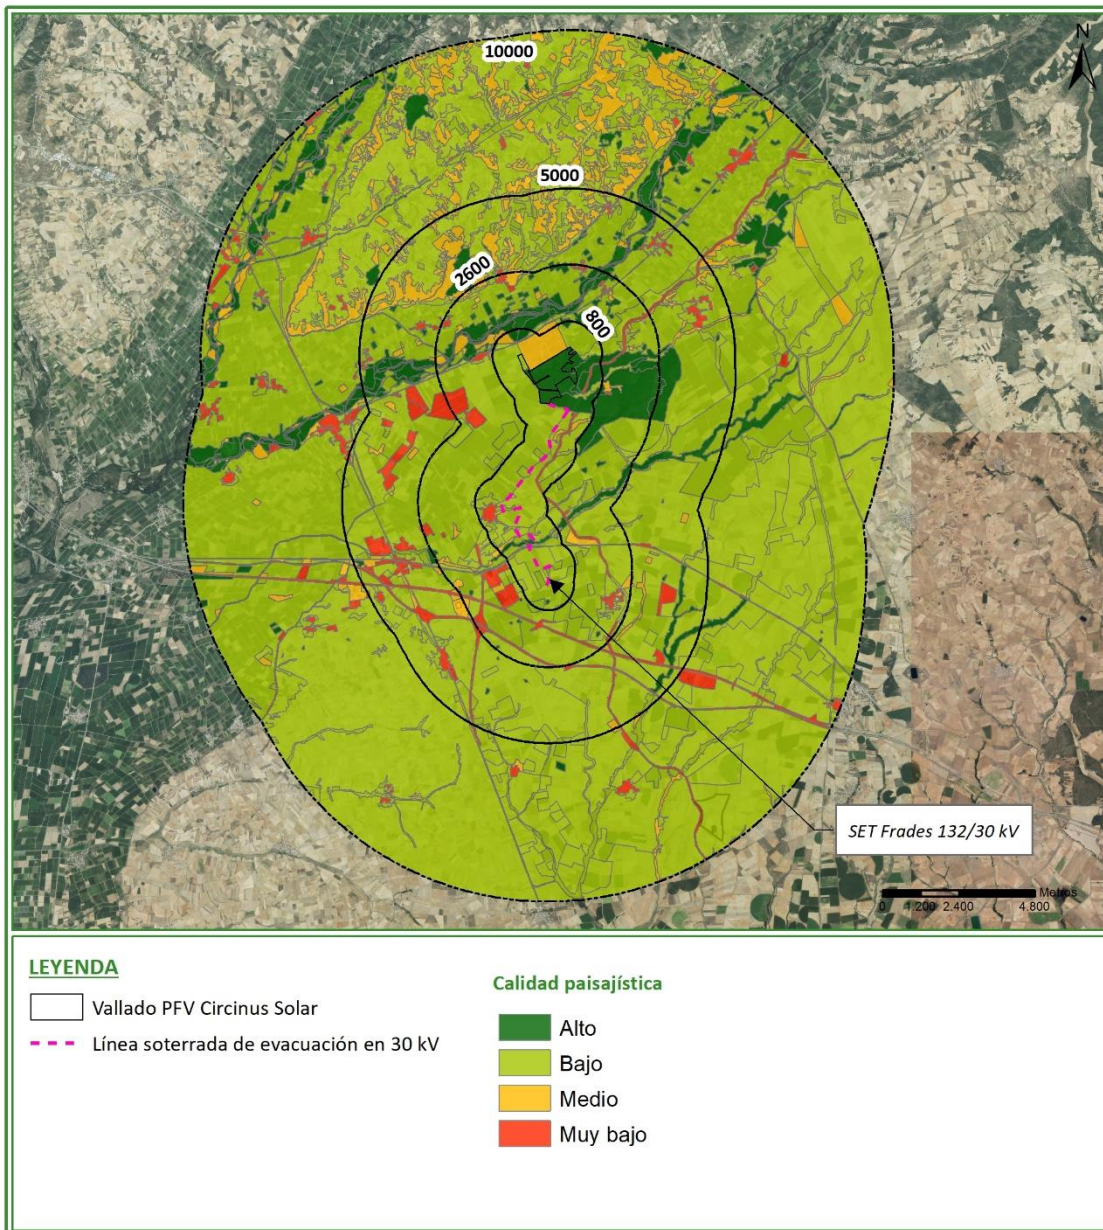 N
10000
5000
2600
800
SET Frades 132/30 kV
Metros
0 1.200 2.400 4.800
LEYENDA
Vallado PFV Circinus Solar
Línea soterrada de evacuación en 30 kV
Calidad paisajística
Alto
Bajo
Medio
Muy bajo